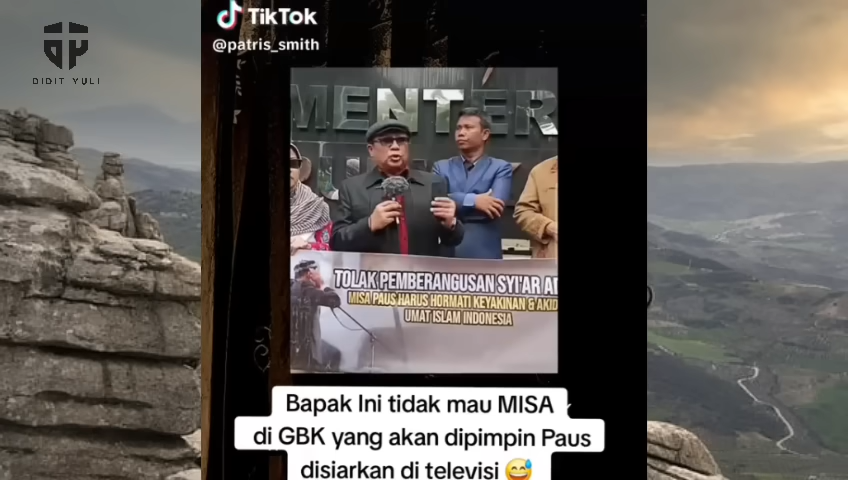 DIDIT YULI
TikTok
@patris_smith
MENTER
TOLAK PEMBERANGUSAN SYI'AR
MISA PAUS HARUS HORMATI KEYAKINAN &
UMAT ISLAM INDONESIA
Bapak Ini tidak mau MISA
di GBK yang akan dipimpin Paus
disiarkan di televisi 😅